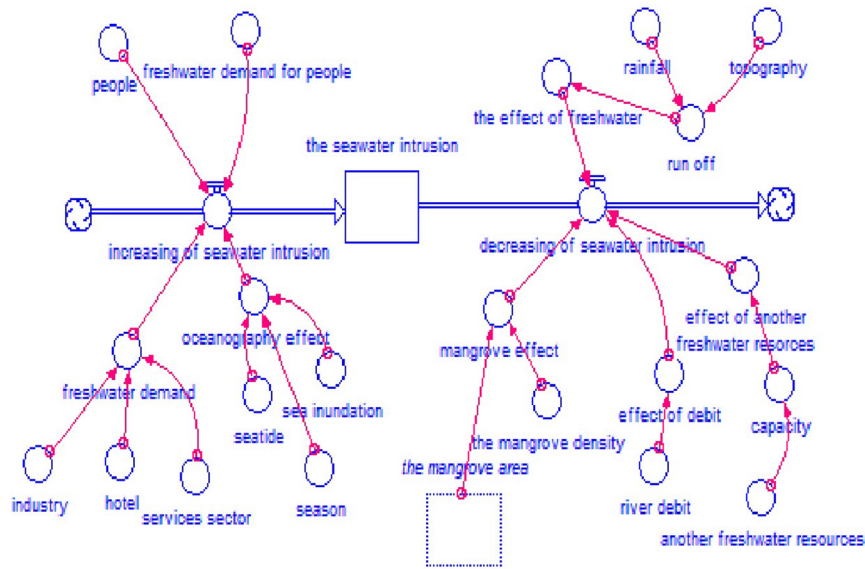 people
freshwater demand for people
rainfall
topography
the effect of freshwater
run off
the seawater intrusion
increasing of seawater intrusion
decreasing of seawater intrusion
oceanography effect
mangrove effect
effect of another
freshwater resorces
freshwater demand
sea inundation
seatide
the mangrove density
effect of debit
capacity
the mangrove area
industry
hotel
services sector
season
river debit
another freshwater resources